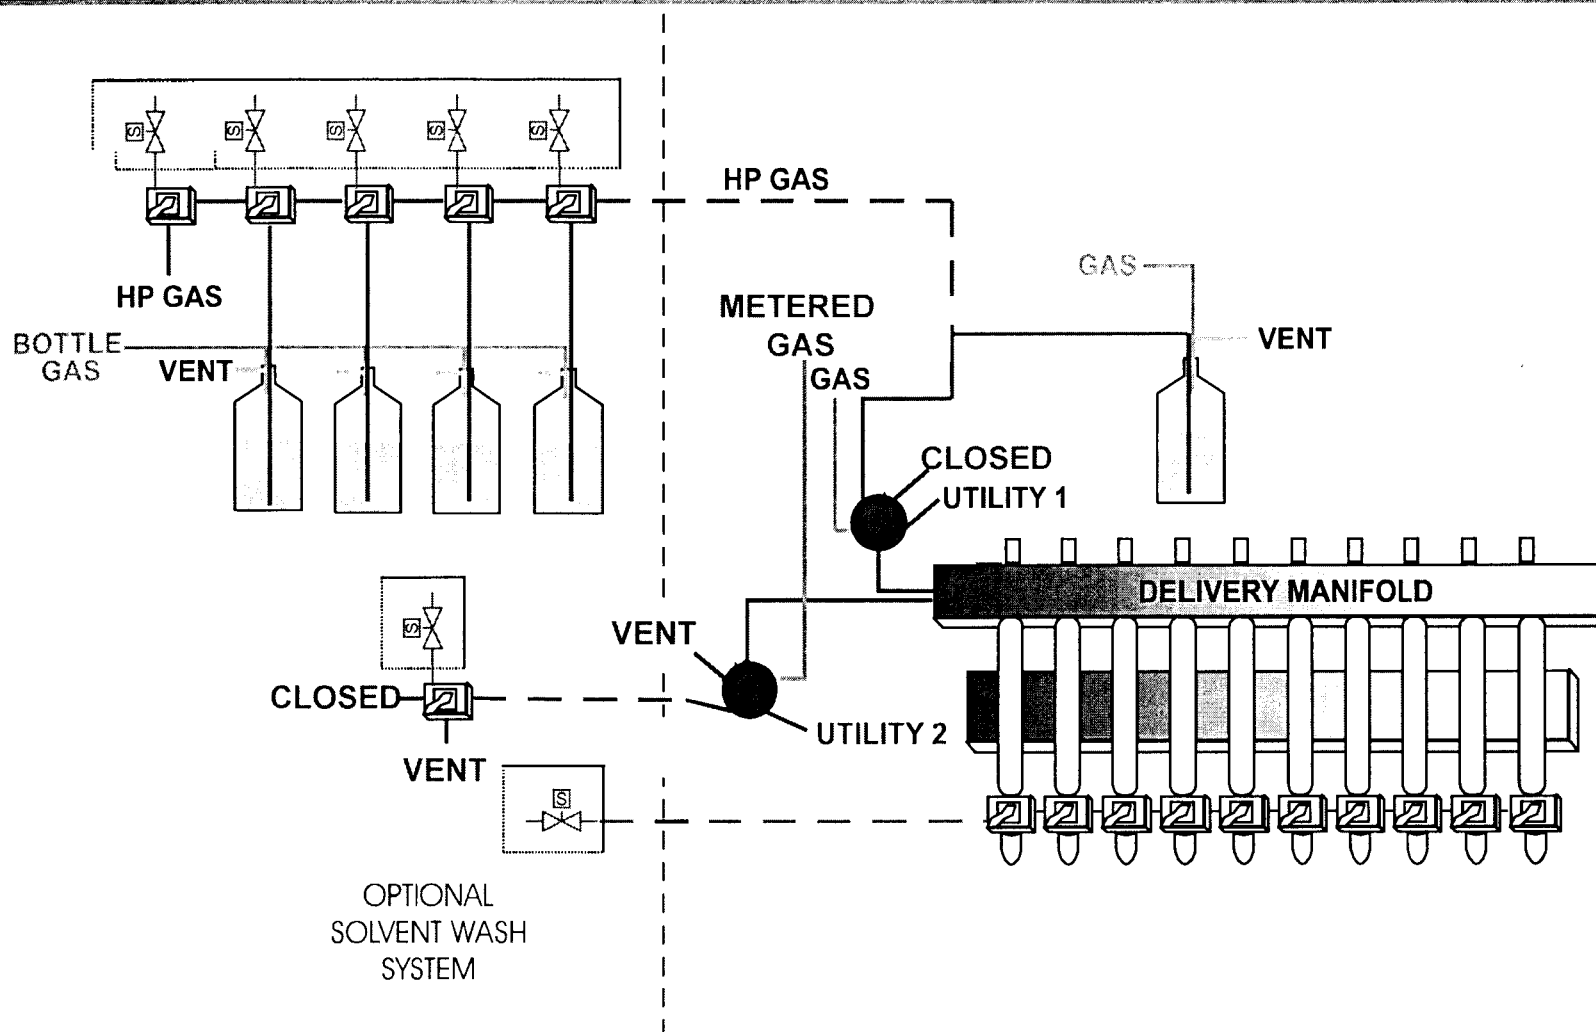 S S S S S
HP GAS
HP GAS
GAS
METERED
GAS
VENT
BOTTLE
GAS
VENT
GAS
CLOSED
UTILITY 1
DELIVERY MANIFOLD
S
VENT
CLOSED
UTILITY 2
VENT
S
OPTIONAL
SOLVENT WASH
SYSTEM